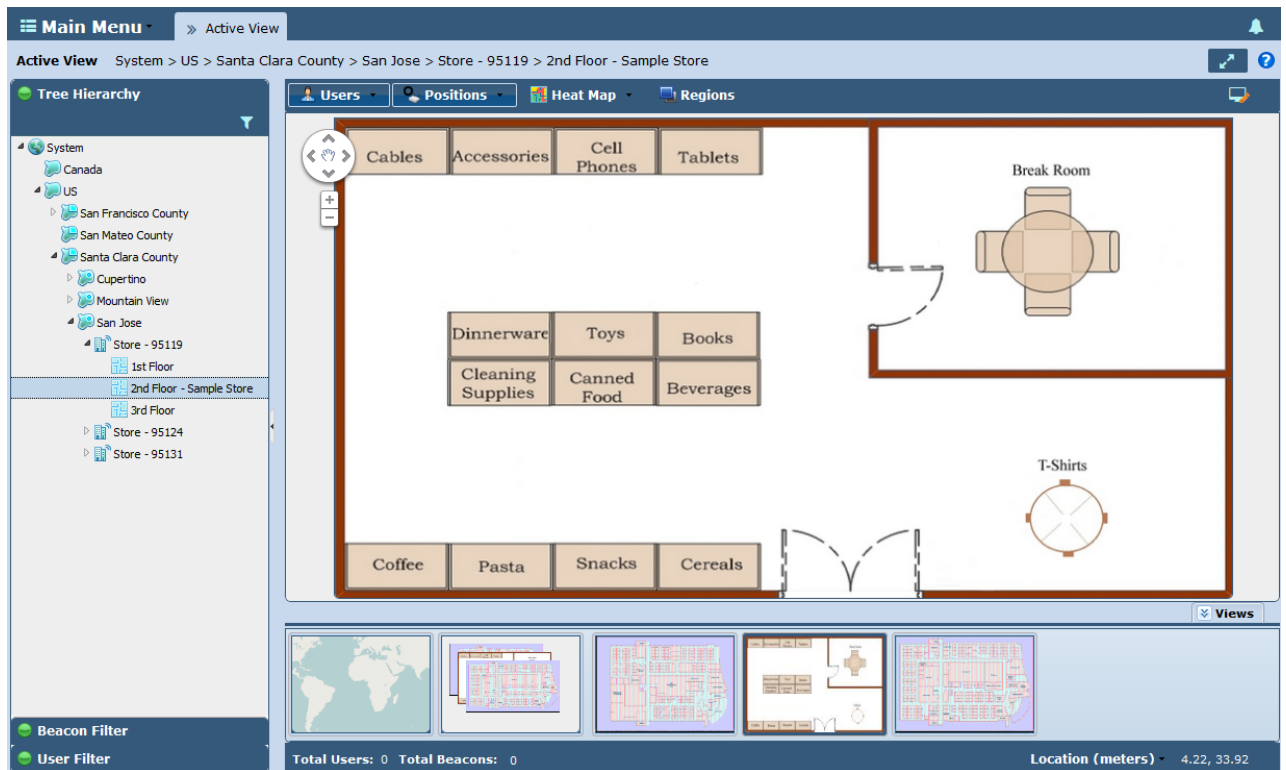 Main Menu
Active View
Active View System > US > Santa Clara County > San Jose > Store - 95119 > 2nd Floor - Sample Store
?
Tree Hierarchy
System
Canada
US
San Francisco County
San Mateo County
Santa Clara County
Cupertino
Mountain View
San Jose
Store - 95119
1st Floor
2nd Floor - Sample Store
3rd Floor
Store - 95124
Store - 95131
Beacon Filter
User Filter
Users Positions Heat Map Regions
Cables Accessories Cell Phones Tablets
Break Room
Dinnerware Toys Books
Cleaning Supplies Canned Food Beverages
T-Shirts
Coffee Pasta Snacks Cereals
Views
Total Users: 0 Total Beacons: 0
Location (meters) 4.22, 33.92